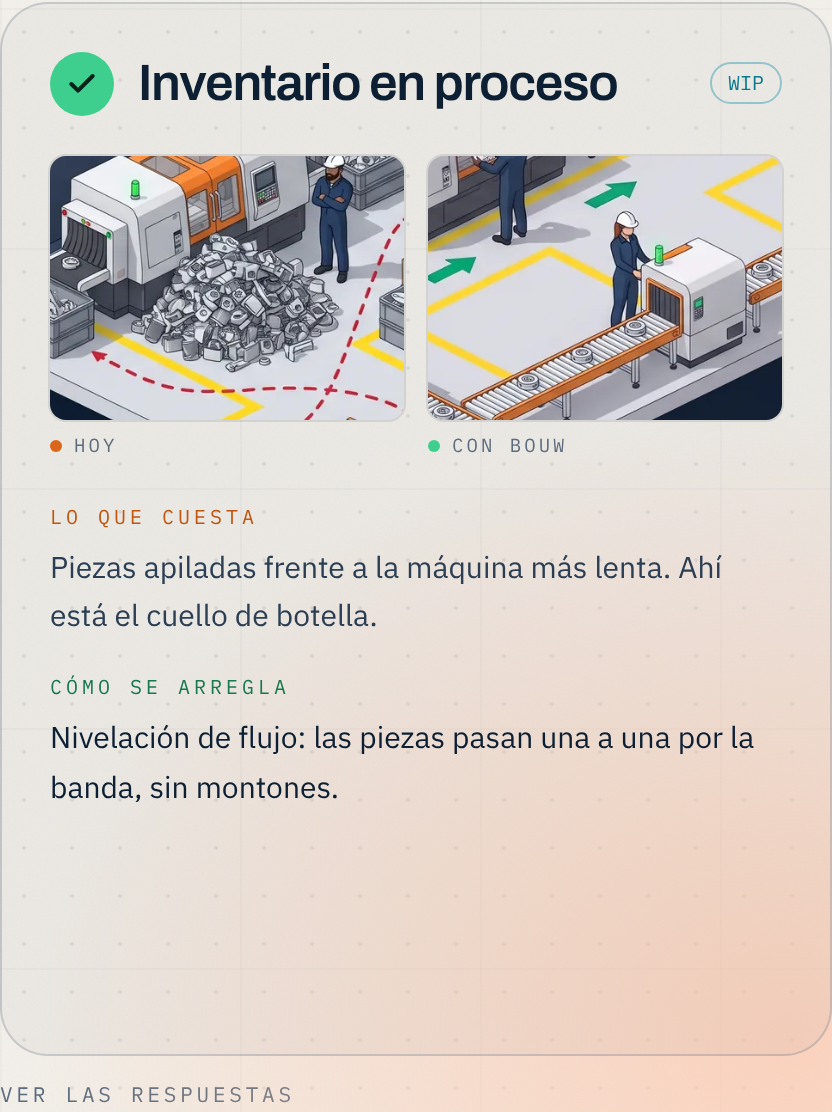 Inventario en proceso
WIP
HOY
CON BOUW
LO QUE CUESTA
Piezas apiladas frente a la máquina más lenta. Ahí
está el cuello de botella.
CÓMO SE ARREGLA
Nivelación de flujo: las piezas pasan una a una por la
banda, sin montones.
VER LAS RESPUESTAS